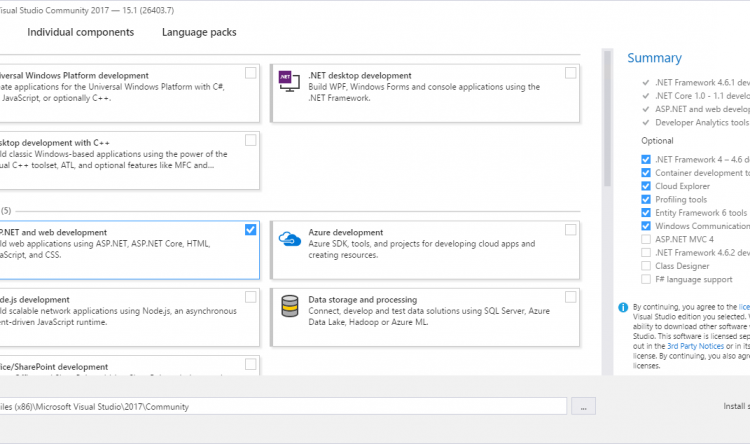 isual Studio Community 2017 — 15.1 (26403.7)
Individual components
Language packs
iversal Windows Platform development
ate applications for the Universal Windows Platform with C#,
JavaScript, or optionally C++.
.NET desktop development
Build WPF, Windows Forms and console applications using the
.NET Framework.
sktop development with C++
ld classic Windows-based applications using the power of the
ual C++ toolset, ATL, and optional features like MFC and...
(5)
P.NET and web development
ld web applications using ASP.NET, ASP.NET Core, HTML,
aScript, and CSS.
Azure development
Azure SDK, tools, and projects for developing cloud apps and
creating resources.
de.js development
ld scalable network applications using Node.js, an asynchronous
ent-driven JavaScript runtime.
Data storage and processing
Connect, develop and test data solutions using SQL Server, Azure
Data Lake, Hadoop or Azure ML.
fice/SharePoint development
Summary
.NET Framework 4.6.1 deve
.NET Core 1.0 - 1.1 develo
ASP.NET and web develop
Developer Analytics tools
Optional
.NET Framework 4 – 4.6 d
Container development to
Cloud Explorer
Profiling tools
Entity Framework 6 tools
Windows Communication
ASP.NET MVC 4
.NET Framework 4.6.2 dev
Class Designer
F# language support
By continuing, you agree to the lice
Visual Studio edition you selected. V
ability to download other software
Studio. This software is licensed sep
out in the 3rd Party Notices or in its
license. By continuing, you also agre
licenses.
iles (x86)\Microsoft Visual Studio\2017\Community
...
Install s